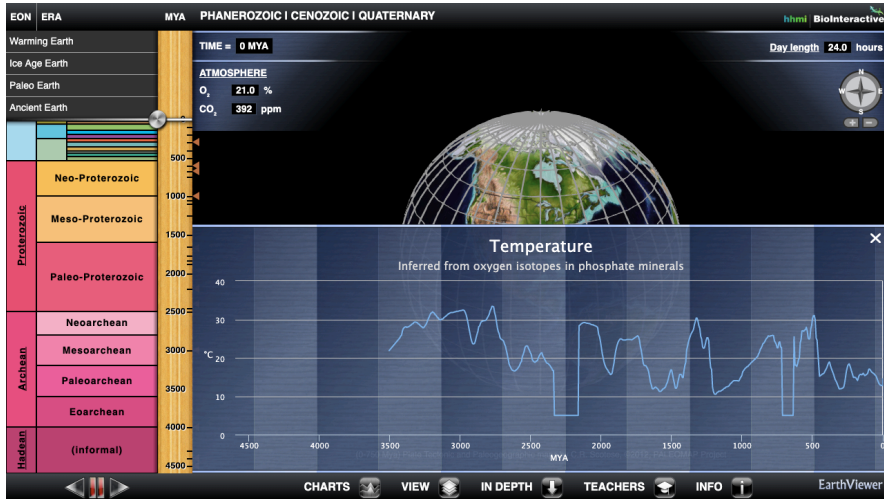 EON ERA MYA PHANEROZOIC I CENOZOIC I QUATERNARY hhmi BioInteractive
Warming Earth
Ice Age Earth
Paleo Earth
Ancient Earth
TIME = 0 MYA
Day length 24.0 hours
ATMOSPHERE
O2 21.0 %
CO2 392 ppm
N
W E
S
500
1000
1500
2000
2500
3000
3500
4000
4500
Proterozoic
Neo-Proterozoic
Meso-Proterozoic
Paleo-Proterozoic
Archean
Neoarchean
Mesoarchean
Paleoarchean
Eoarchean
Hadean
(informal)
Temperature
Inferred from oxygen isotopes in phosphate minerals
40
30
°C 20
10
0
4500 4000 3500 3000 2500 2000 1500 1000 500 0
MYA
CHARTS VIEW IN DEPTH TEACHERS INFO i EarthViewer